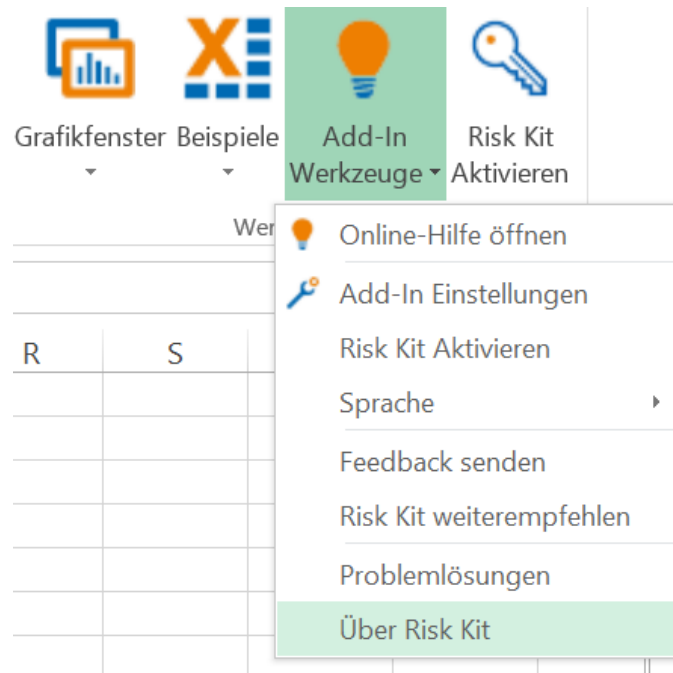 Grafikfenster Beispiele Add-In Risk Kit
Werkzeuge Aktivieren
Wer
Online-Hilfe öffnen
Add-In Einstellungen
R S
Risk Kit Aktivieren
Sprache
Feedback senden
Risk Kit weiterempfehlen
Problemlösungen
Über Risk Kit